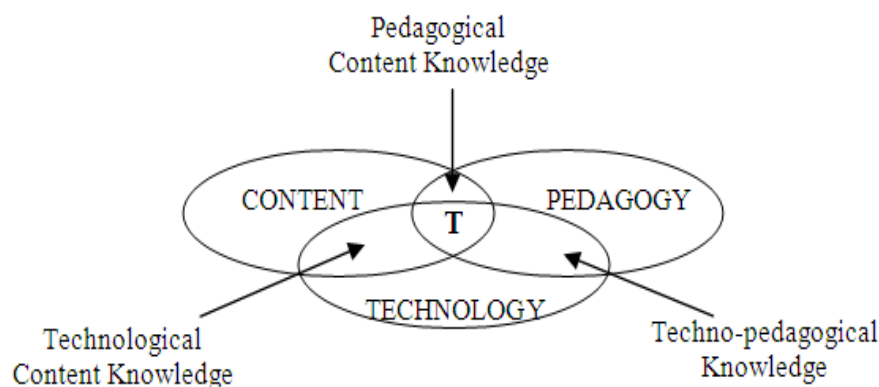 Pedagogical
Content Knowledge
CONTENT
PEDAGOGY
T
TECHNOLOGY
Technological
Content Knowledge
Techno-pedagogical
Knowledge